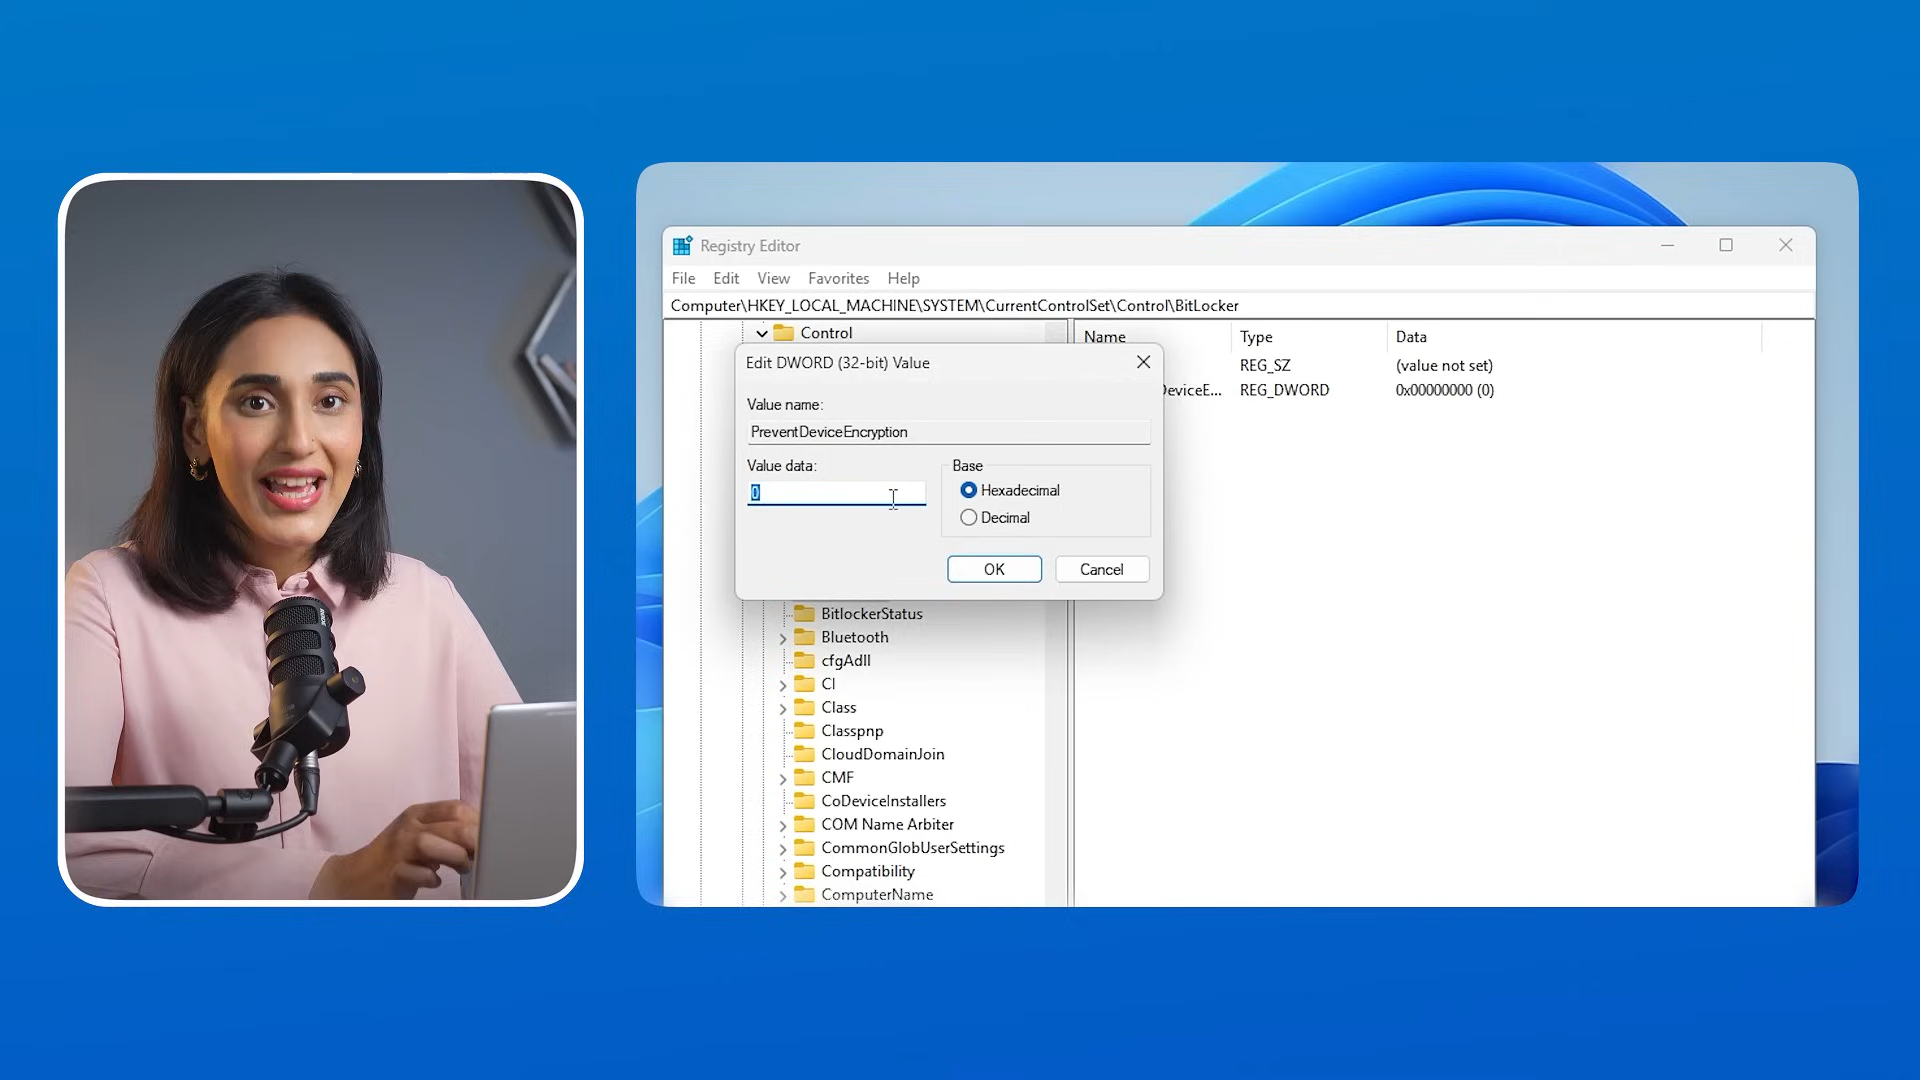 Registry Editor
File Edit View Favorites Help
Computer\HKEY_LOCAL_MACHINE\SYSTEM\CurrentControlSet\Control\BitLocker
Control
Name Type Data
REG_SZ (value not set)
DeviceE... REG_DWORD 0x00000000 (0)
Edit DWORD (32-bit) Value
Value name:
PreventDeviceEncryption
Value data:
0
Base
Hexadecimal
Decimal
OK Cancel
BitlockerStatus
Bluetooth
cfgAdll
CI
Class
Classpnp
CloudDomainJoin
CMF
CoDeviceInstallers
COM Name Arbiter
CommonGlobUserSettings
Compatibility
ComputerName